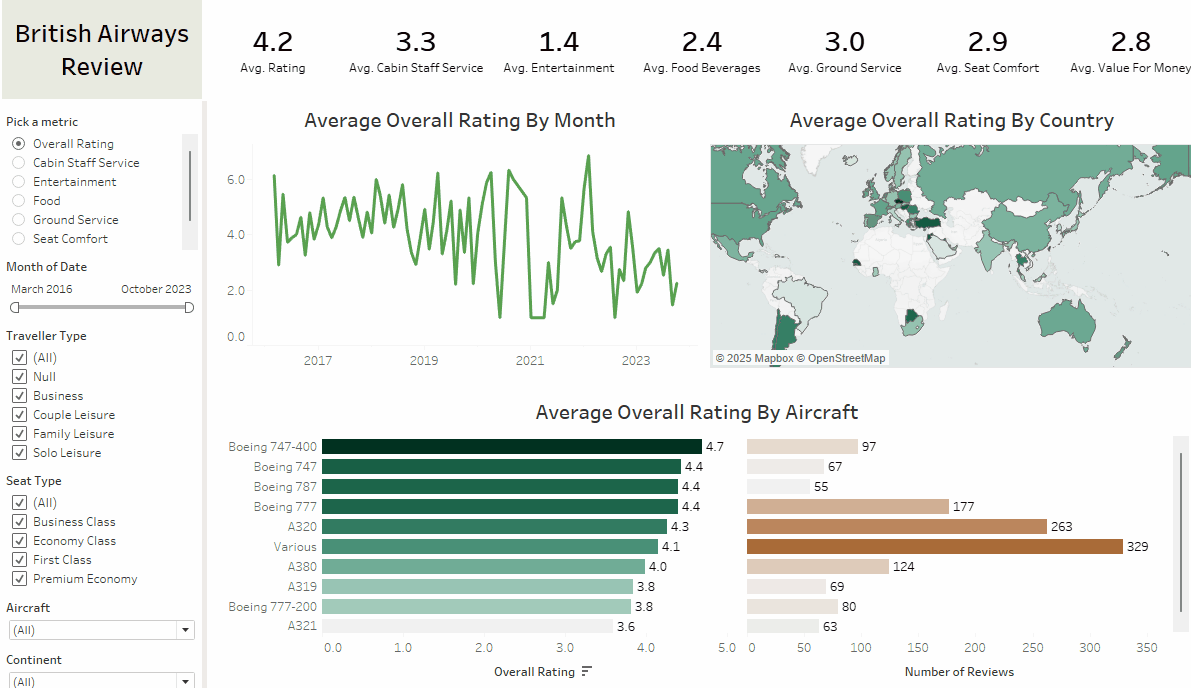 British Airways
Review
4.2
Avg. Rating
3.3
Avg. Cabin Staff Service
1.4
Avg. Entertainment
2.4
Avg. Food Beverages
3.0
Avg. Ground Service
2.9
Avg. Seat Comfort
2.8
Avg. Value For Money
Pick a metric
Overall Rating
Cabin Staff Service
Entertainment
Food
Ground Service
Seat Comfort
Month of Date
March 2016 October 2023
Traveller Type
(All)
Null
Business
Couple Leisure
Family Leisure
Solo Leisure
Seat Type
(All)
Business Class
Economy Class
First Class
Premium Economy
Aircraft
(All)
Continent
(All)
Average Overall Rating By Month
6.0
4.0
2.0
0.0
2017 2019 2021 2023
Average Overall Rating By Country
© 2025 Mapbox © OpenStreetMap
Average Overall Rating By Aircraft
Boeing 747-400 4.7 97
Boeing 747 4.4 67
Boeing 787 4.4 55
Boeing 777 4.4 177
A320 4.3 263
Various 4.1 329
A380 4.0 124
A319 3.8 69
Boeing 777-200 3.8 80
A321 3.6 63
0.0 1.0 2.0 3.0 4.0 5.0 0 50 100 150 200 250 300 350
Overall Rating Number of Reviews